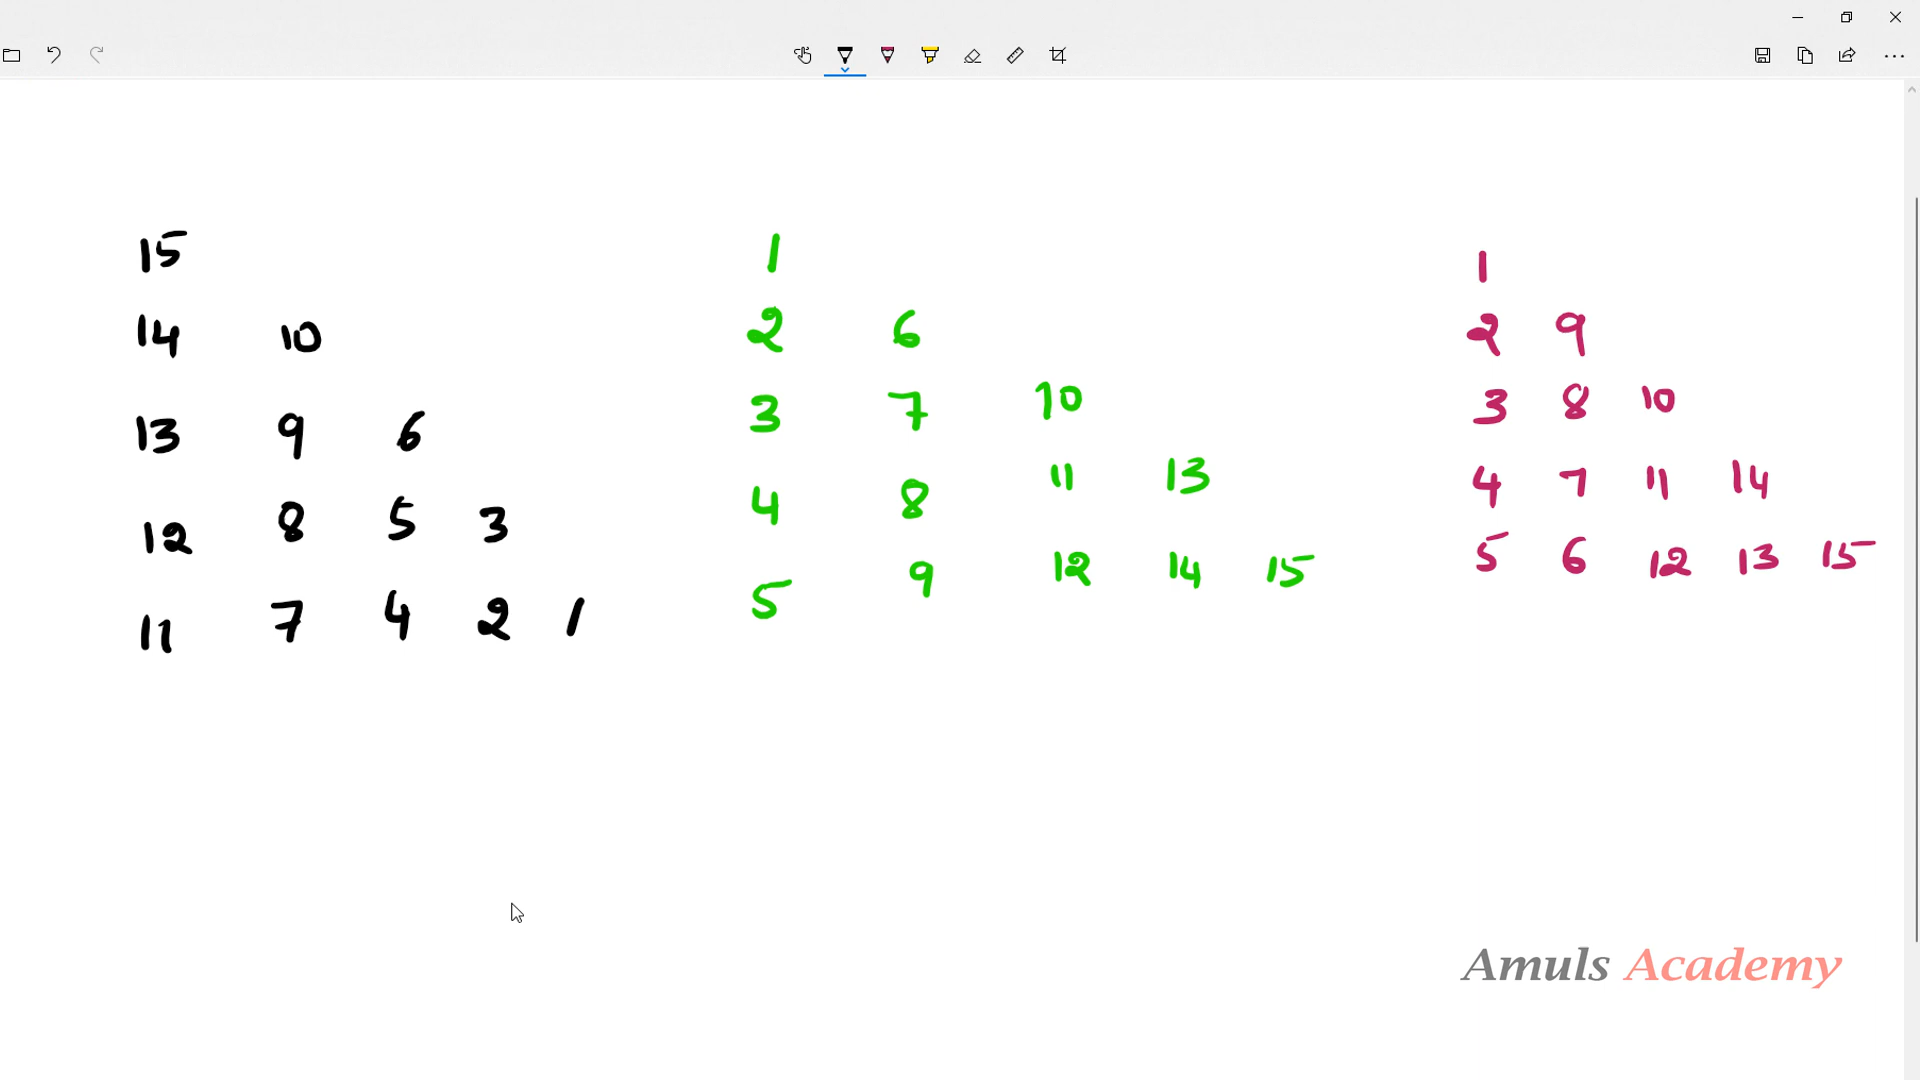 15
14 10
13 9 6
12 8 5 3
11 7 4 2 1
1
2 6
3 7 10
4 8 11 13
5 9 12 14 15
1
2 9
3 8 10
4 7 11 14
5 6 12 13 15
Amuls Academy